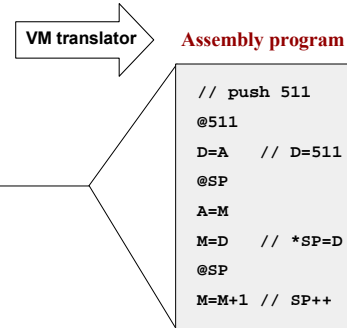 VM translator
Assembly program
// push 511
@511
D=A // D=511
@SP
A=M
M=D // *SP=D
@SP
M=M+1 // SP++